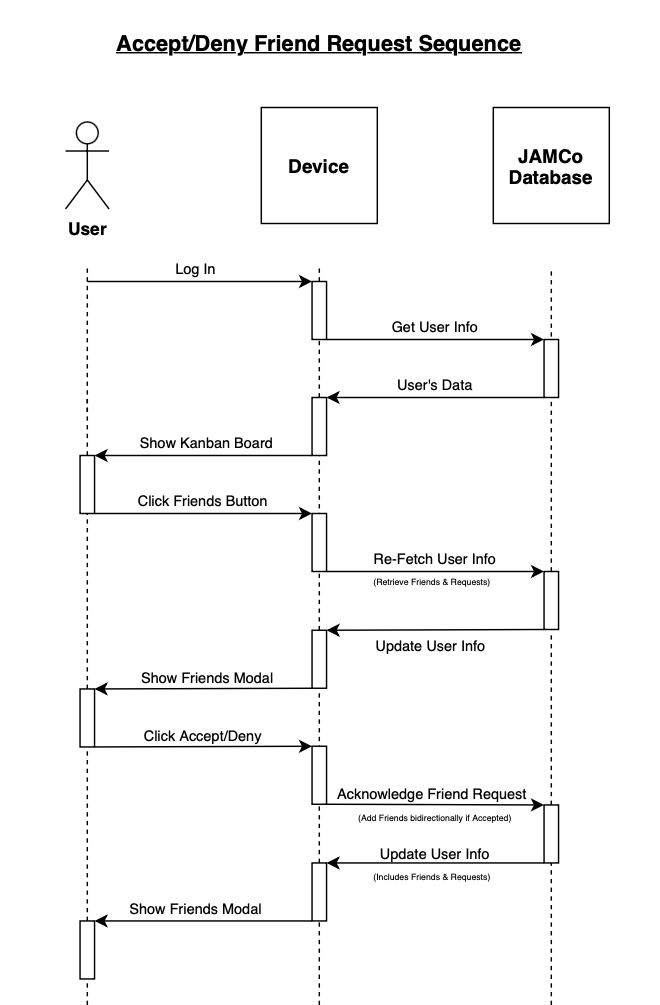 Accept/Deny Friend Request Sequence
User
Device
JAMCo
Database
Log In
Get User Info
User's Data
Show Kanban Board
Click Friends Button
Re-Fetch User Info
(Retrieve Friends & Requests)
Update User Info
Show Friends Modal
Click Accept/Deny
Acknowledge Friend Request
(Add Friends bidirectionally if Accepted)
Update User Info
(Includes Friends & Requests)
Show Friends Modal